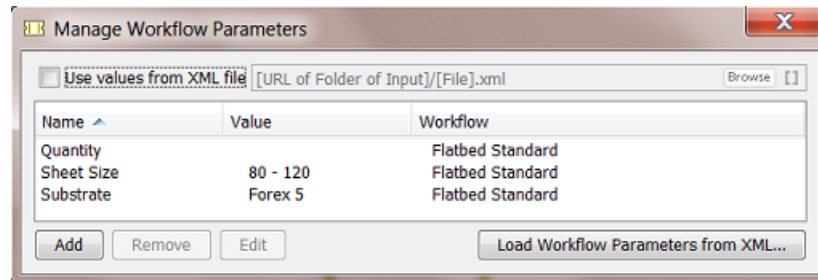 Manage Workflow Parameters
Use values from XML file [URL of Folder of Input]/[File].xml Browse []
Name Value Workflow
Quantity Flatbed Standard
Sheet Size 80 - 120 Flatbed Standard
Substrate Forex 5 Flatbed Standard
Add Remove Edit Load Workflow Parameters from XML...